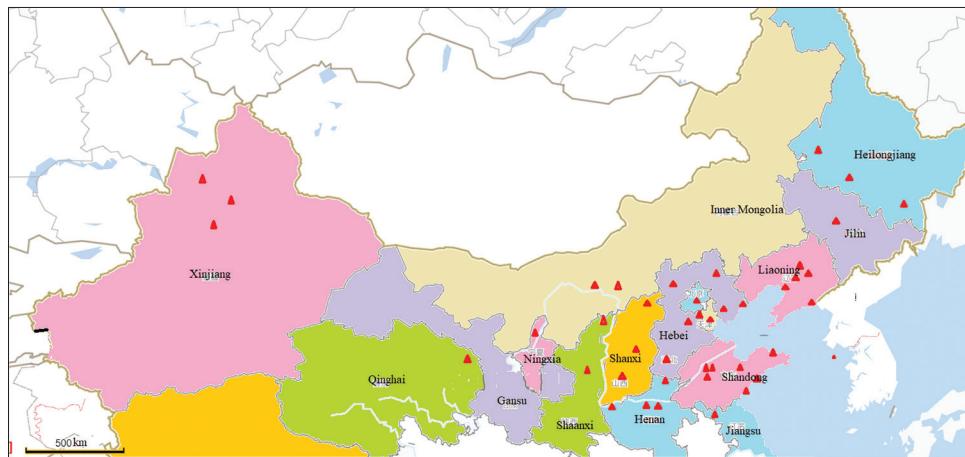 Heilongjiang
Inner Mongolia
Jilin
Liaoning
Xinjiang
Hebei
Ningxia
Shanxi
Qinghai
Shandong
Gansu
Shaanxi
Henan
Jiangsu
500km